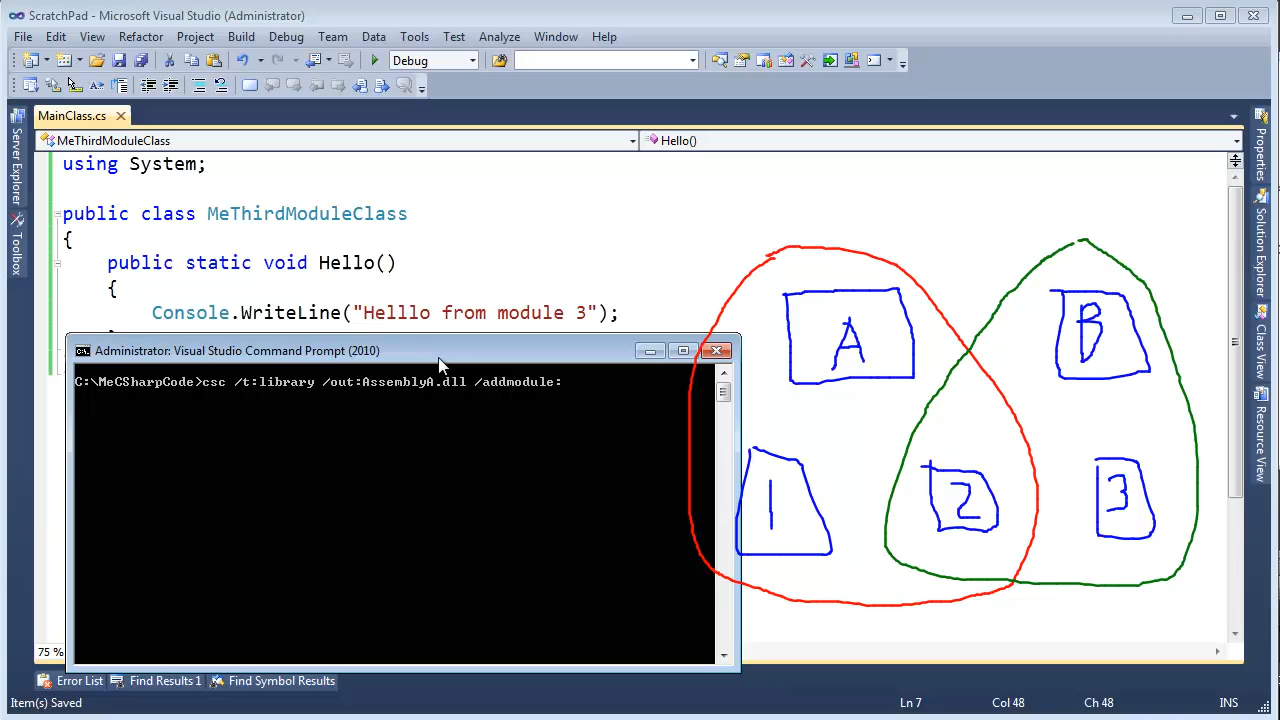 ScratchPad - Microsoft Visual Studio (Administrator)
File Edit View Refactor Project Build Debug Team Data Tools Test Analyze Window Help
Debug
MainClass.cs
MeThirdModuleClass
Hello()
using System;
public class MeThirdModuleClass
{
public static void Hello()
{
Console.WriteLine("Helllo from module 3");
Administrator: Visual Studio Command Prompt (2010)
C:\MeCSharpCode>csc /t:library /out:AssemblyA.dll /addmodule:
A
B
1
2
3
Server Explorer
Toolbox
Properties
Solution Explorer
Class View
Resource View
75 %
Error List Find Results 1 Find Symbol Results
Item(s) Saved Ln 7 Col 48 Ch 48 INS